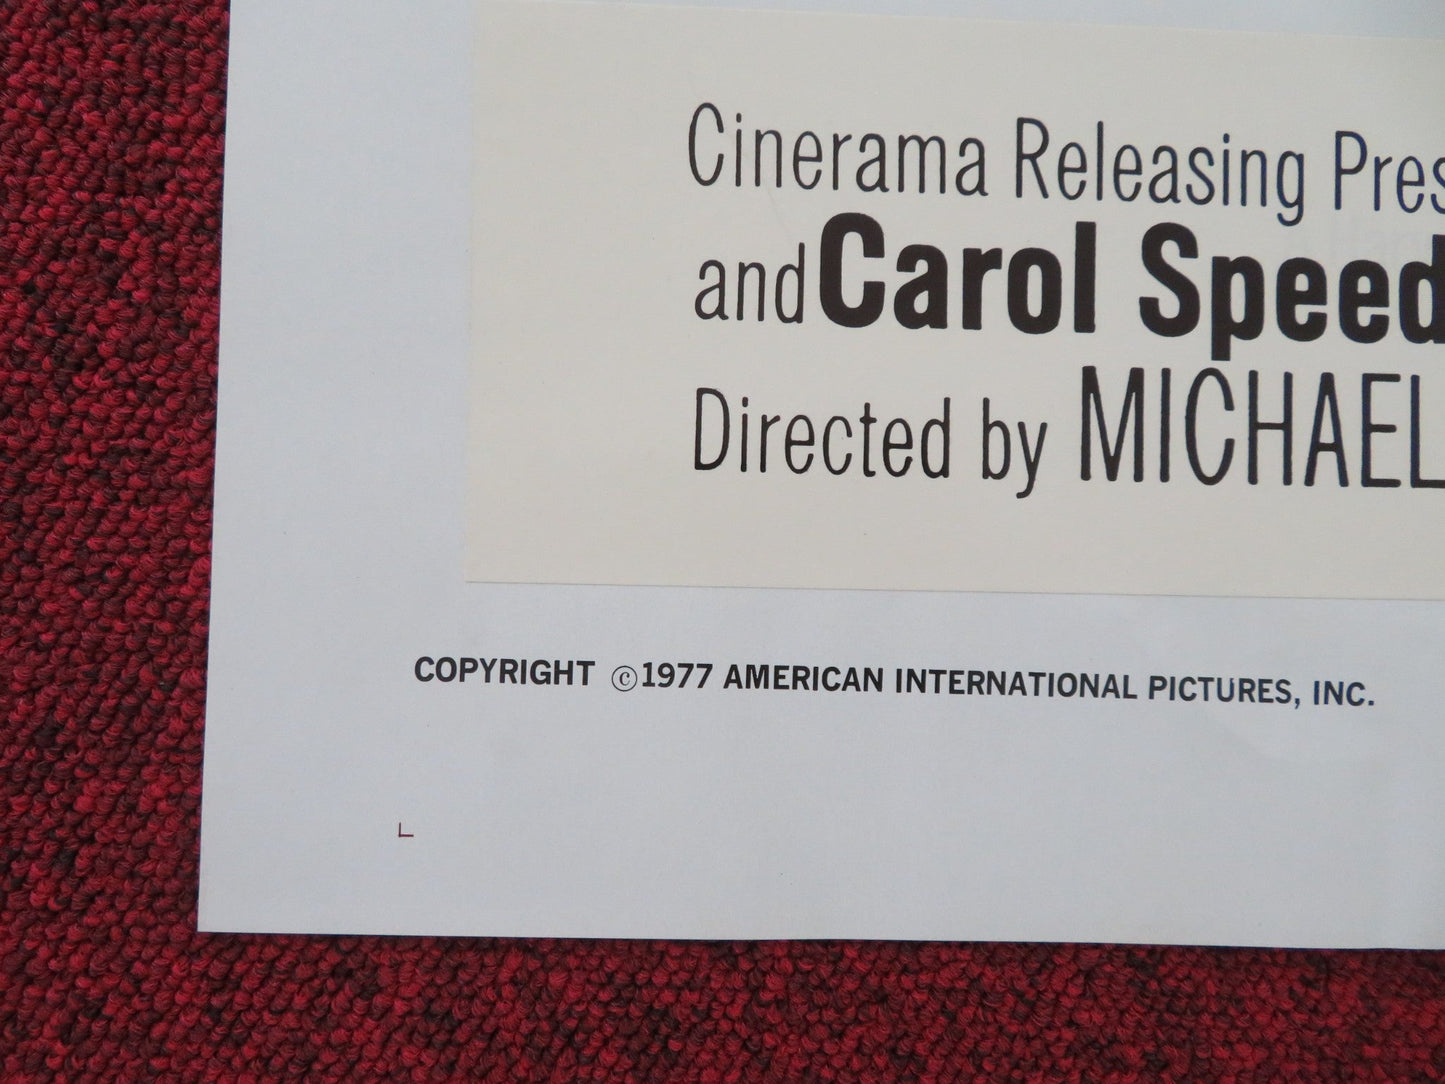 Cinerama Releasing Pres
and Carol Speed
Directed by MICHAEL
COPYRIGHT ©1977 AMERICAN INTERNATIONAL PICTURES, INC.